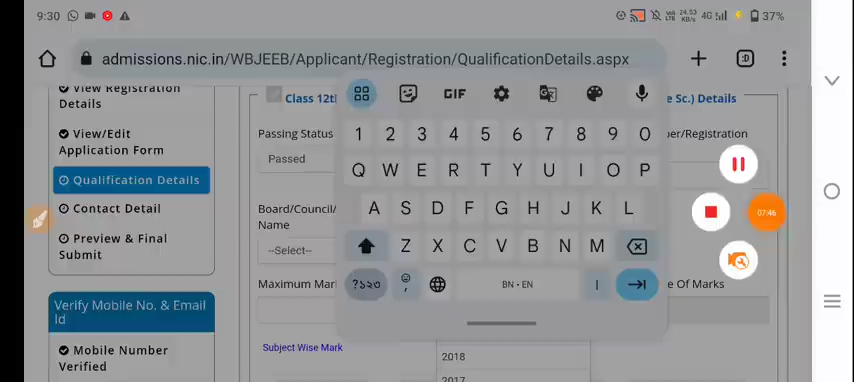 9:30
24.53 KB/s 4G 37%
admissions.nic.in/WBJEEB/Applicant/Registration/QualificationDetails.aspx
:D
View Registration
Details
View/Edit
Application Form
Qualification Details
Contact Detail
Preview & Final
Submit
Verify Mobile No. & Email
Id
Mobile Number
Verified
Class 12t
e Sc.) Details
Passing Status
er/Registration
Passed
Board/Council/
Name
--Select--
Maximum Mar
e Of Marks
Subject Wise Mark
2018
2017
GIF
1 2 3 4 5 6 7 8 9 0
Q W E R T Y U I O P
A S D F G H J K L
Z X C V B N M
?১২৩ , BN • EN |
07:46